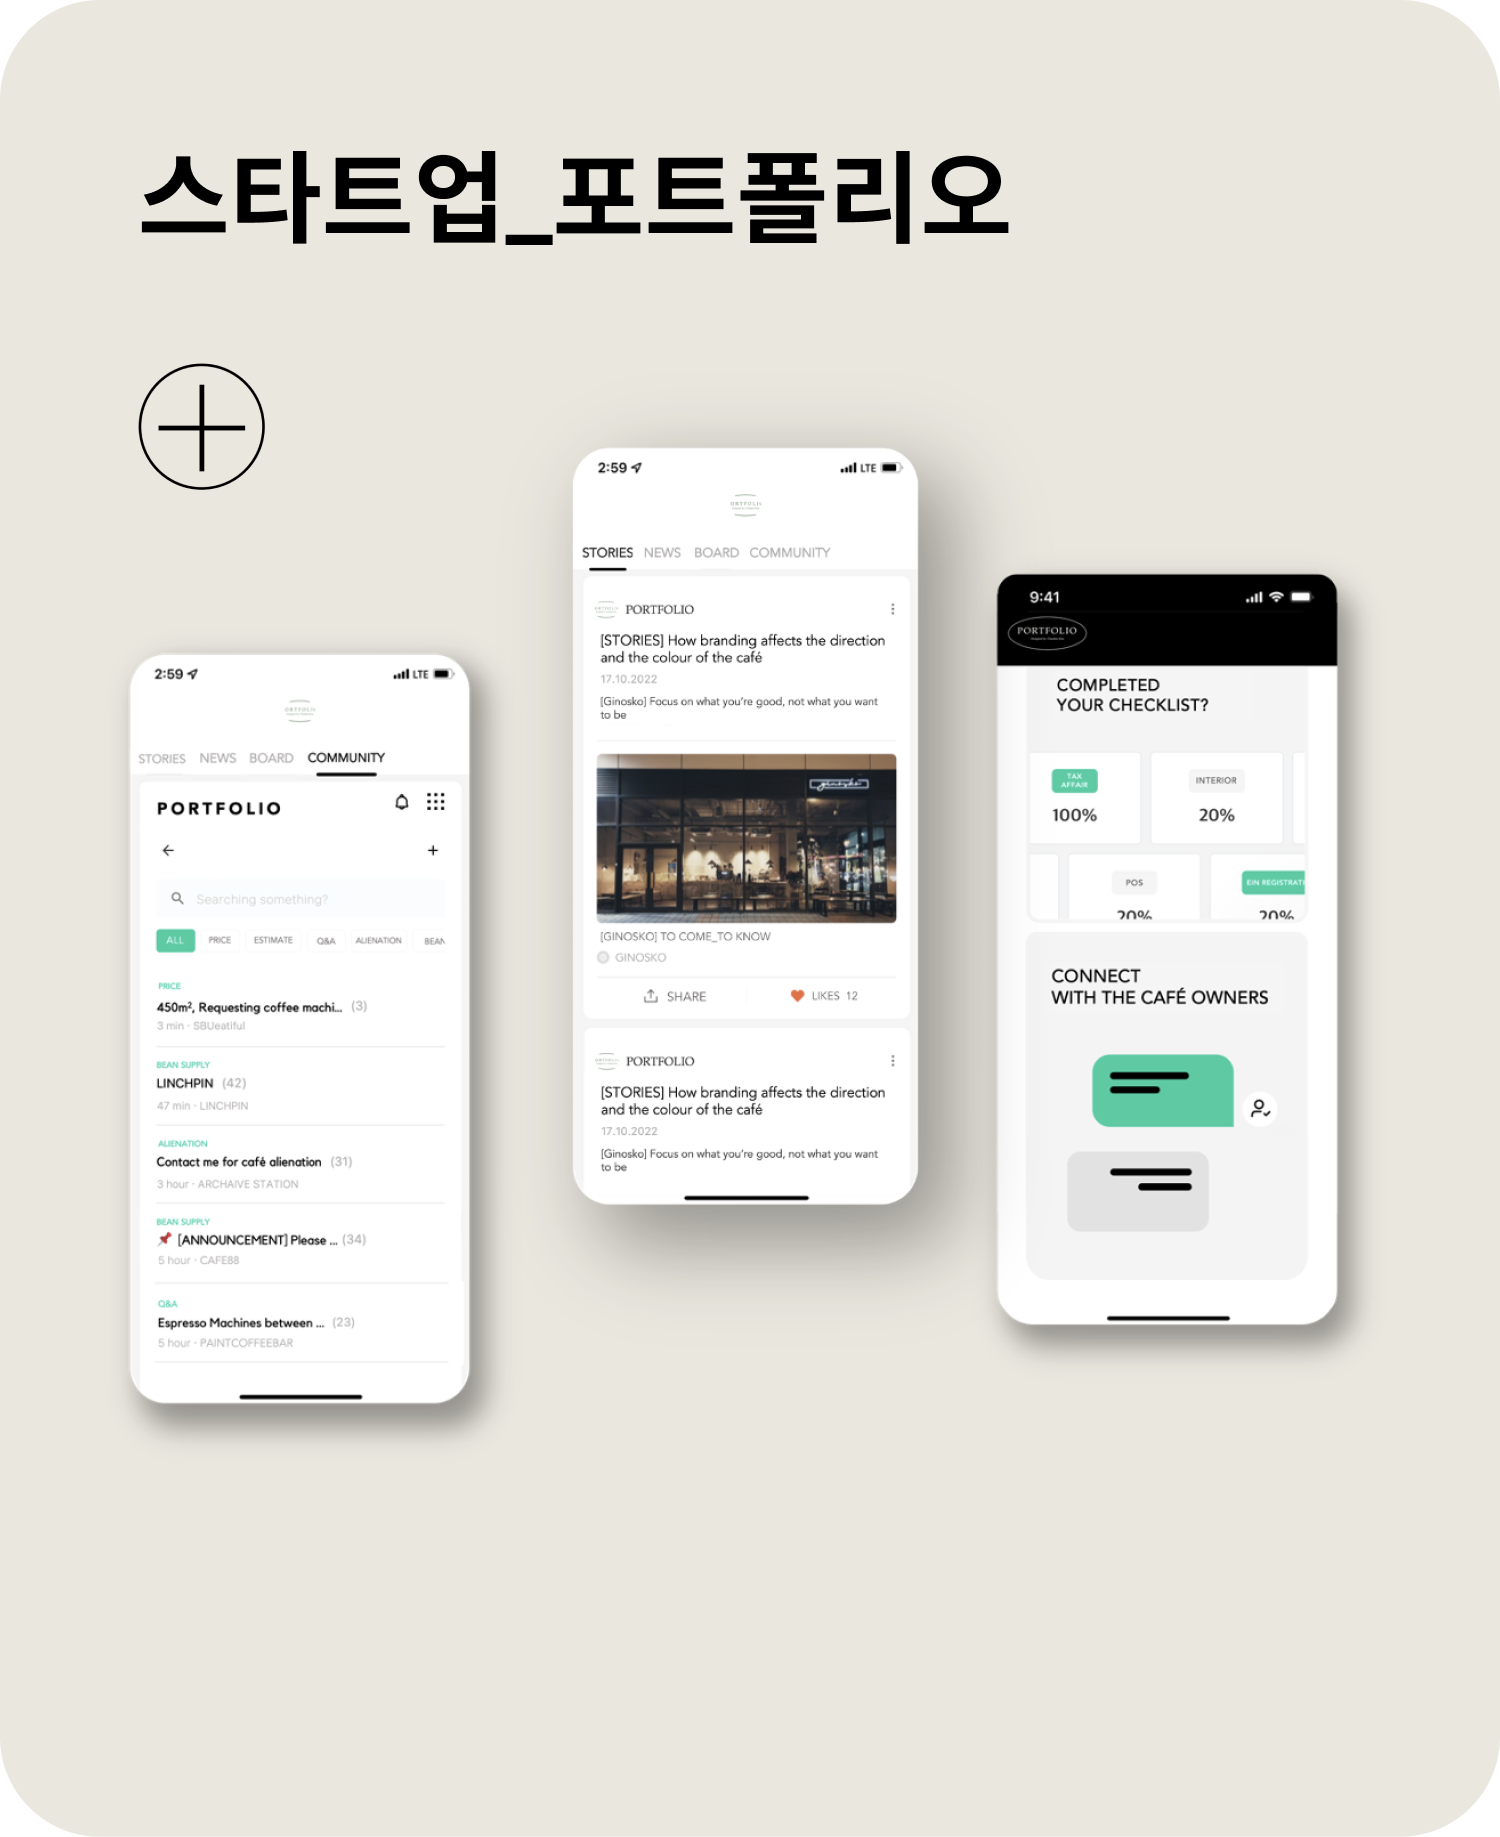 스타트업_포트폴리오
2:59
LTE
STORIES NEWS BOARD COMMUNITY
PORTFOLIO
Searching something?
ALL PRICE ESTIMATE Q&A ALIENATION BEAN
PRICE
450m², Requesting coffee machi... (3)
3 min · SBUeatiful
BEAN SUPPLY
LINCHPIN (42)
47 min · LINCHPIN
ALIENATION
Contact me for café alienation (31)
3 hour · ARCHAIVE STATION
BEAN SUPPLY
[ANNOUNCEMENT] Please ... (34)
5 hour · CAFE88
Q&A
Espresso Machines between ... (23)
5 hour · PAINTCOFFEEBAR
2:59
LTE
STORIES NEWS BOARD COMMUNITY
PORTFOLIO
[STORIES] How branding affects the direction
and the colour of the café
17.10.2022
[Ginosko] Focus on what you're good, not what you want
to be
ginosko
[GINOSKO] TO COME_TO KNOW
GINOSKO
SHARE
LIKES 12
PORTFOLIO
[STORIES] How branding affects the direction
and the colour of the café
17.10.2022
[Ginosko] Focus on what you're good, not what you want
to be
9:41
PORTFOLIO
COMPLETED
YOUR CHECKLIST?
TAX
AFFAIR
100%
INTERIOR
20%
POS
20%
EIN REGISTRATI
20%
CONNECT
WITH THE CAFÉ OWNERS